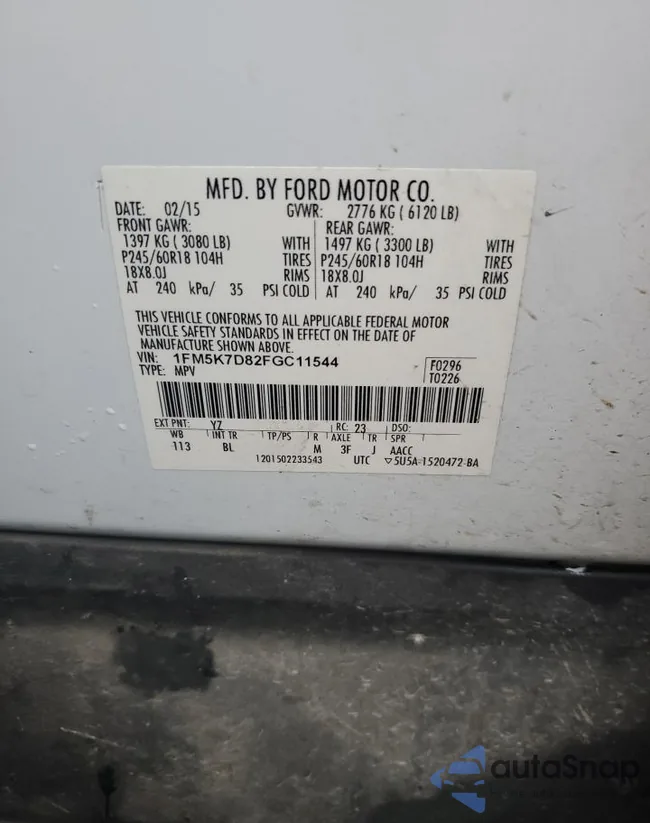 MFD. BY FORD MOTOR CO.
DATE: 02/15 GVWR: 2776 KG ( 6120 LB)
FRONT GAWR: REAR GAWR:
1397 KG ( 3080 LB) WITH 1497 KG ( 3300 LB) WITH
P245/60R18 104H TIRES P245/60R18 104H TIRES
18X8.0J RIMS 18X8.0J RIMS
AT 240 kPa/ 35 PSI COLD AT 240 kPa/ 35 PSI COLD
THIS VEHICLE CONFORMS TO ALL APPLICABLE FEDERAL MOTOR
VEHICLE SAFETY STANDARDS IN EFFECT ON THE DATE OF
MANUFACTURE SHOWN ABOVE.
VIN: 1FM5K7D82FGC11544 F0296
TYPE: MPV T0226
EXT PNT: YZ RC: 23 DSO:
WB INT TR TP/PS R AXLE TR SPR
113 BL M 3F J AACC
1201502233543 UTC ▽5U5A-1520472-BA
autoSnap